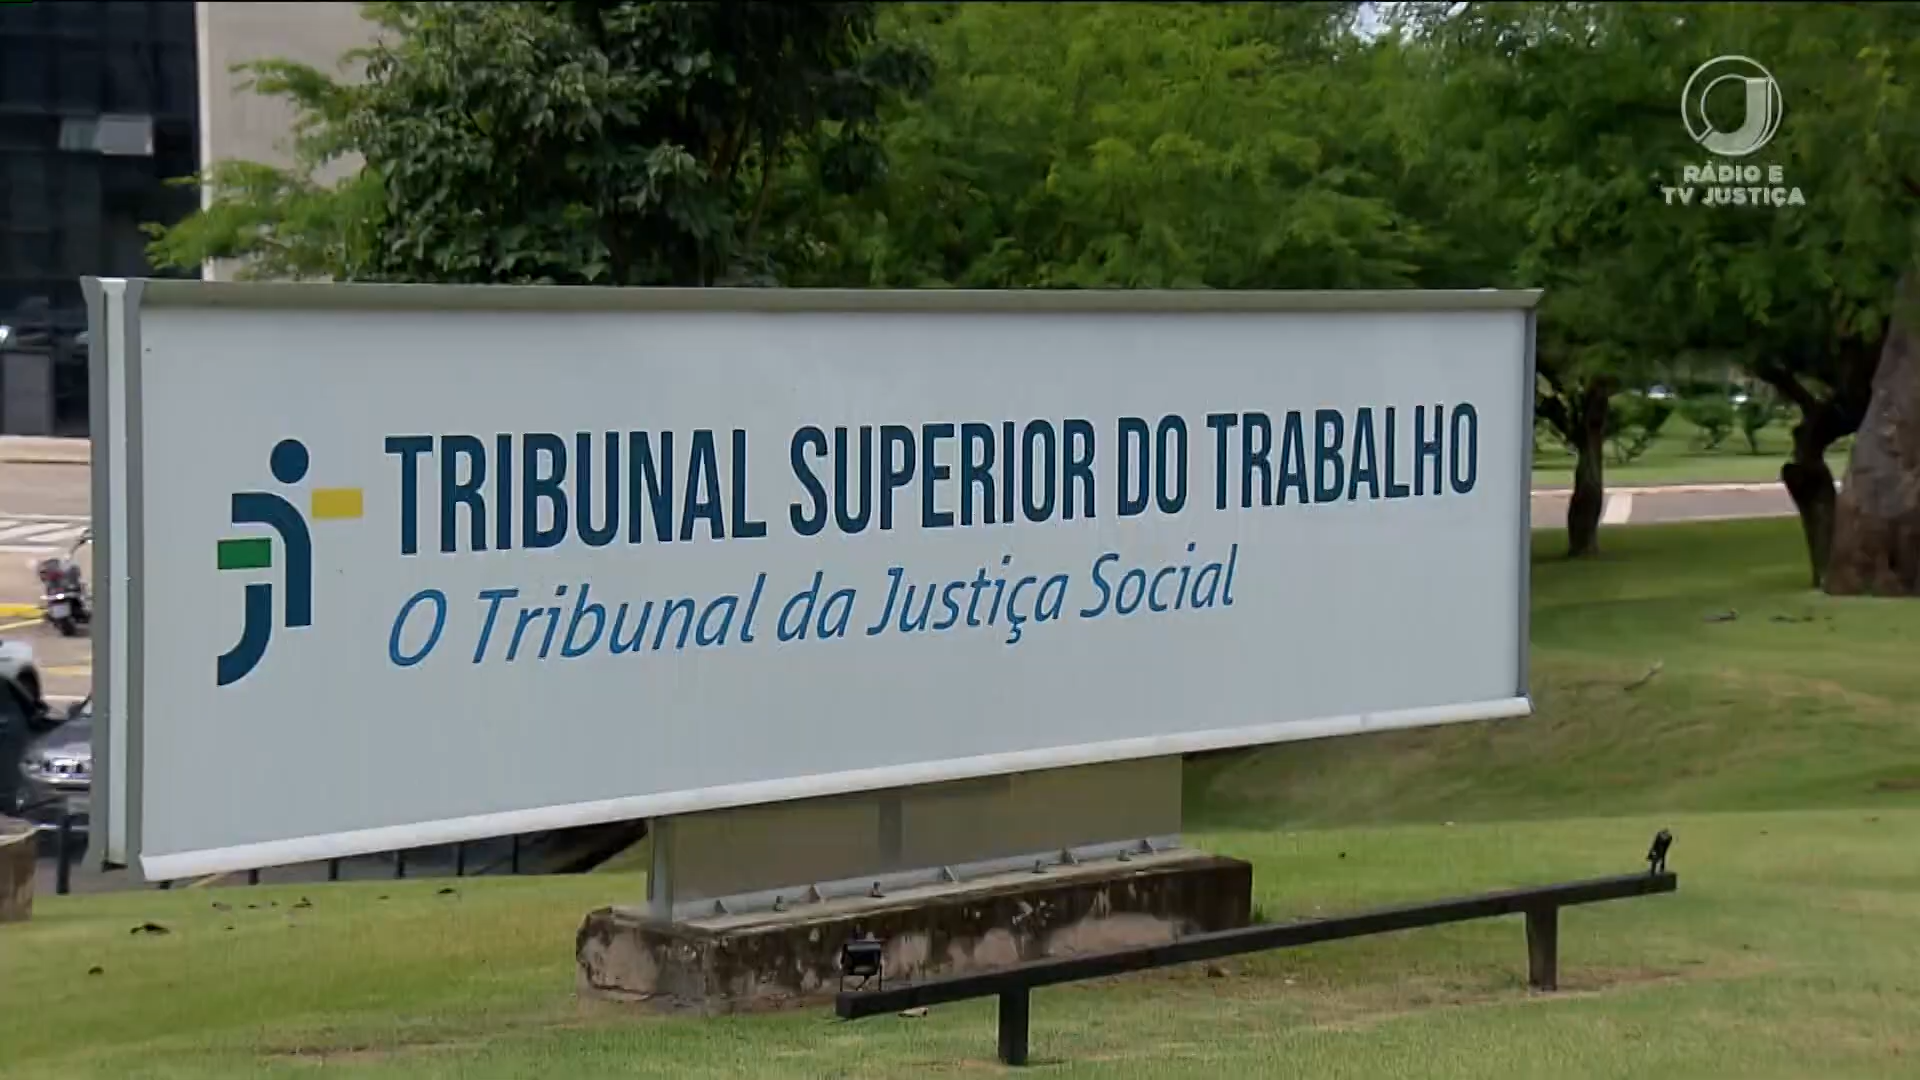 RÁDIO E
TV JUSTIÇA
TRIBUNAL SUPERIOR DO TRABALHO
O Tribunal da Justiça Social